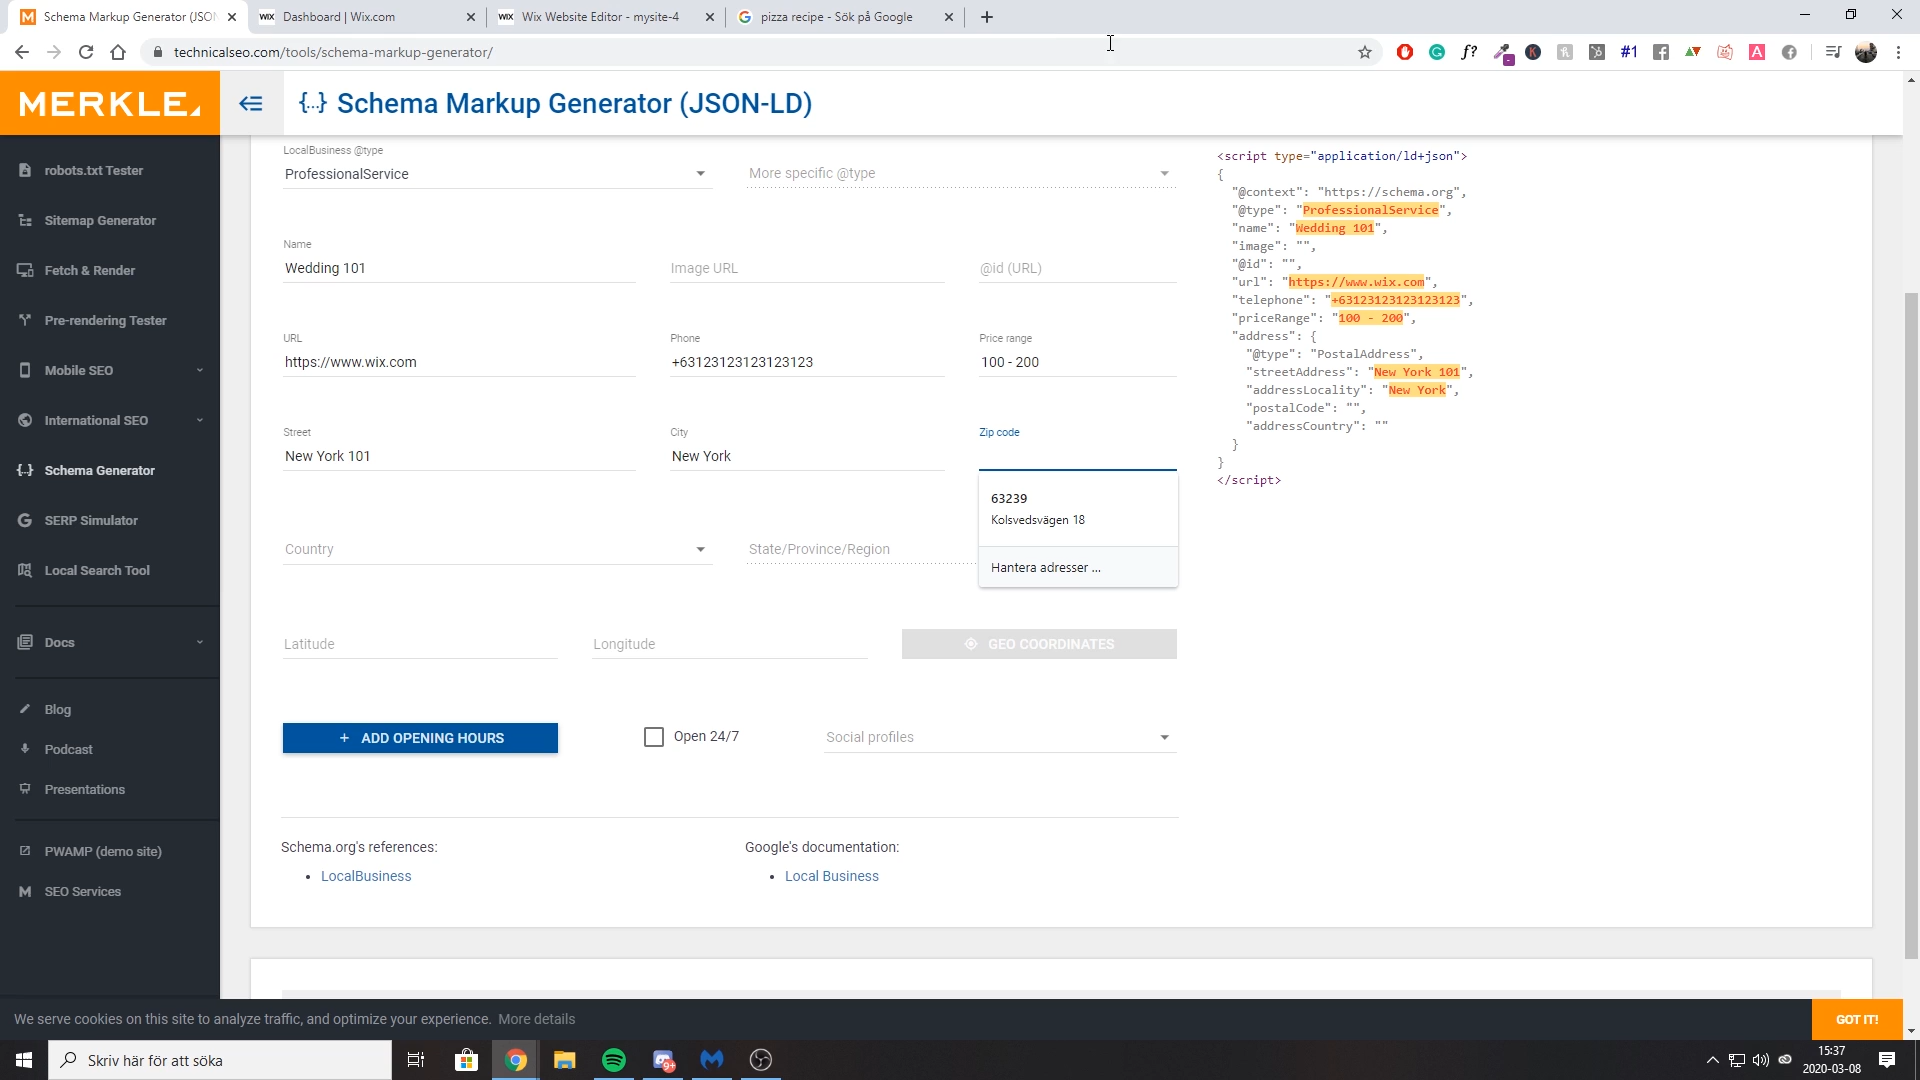 Schema Markup Generator (JSON
Dashboard | Wix.com
Wix Website Editor - mysite-4
pizza recipe - Sök på Google
technicalseo.com/tools/schema-markup-generator/
MERKLE
{...} Schema Markup Generator (JSON-LD)
robots.txt Tester
Sitemap Generator
Fetch & Render
Pre-rendering Tester
Mobile SEO
International SEO
Schema Generator
SERP Simulator
Local Search Tool
Docs
Blog
Podcast
Presentations
PWAMP (demo site)
SEO Services
LocalBusiness @type
ProfessionalService
More specific @type
Name
Wedding 101
Image URL
@id (URL)
URL
https://www.wix.com
Phone
+63123123123123123
Price range
100 - 200
Street
New York 101
City
New York
Zip code
63239
Kolsvedsvägen 18
Hantera adresser ...
Country
State/Province/Region
Latitude
Longitude
GEO COORDINATES
+ ADD OPENING HOURS
Open 24/7
Social profiles
Schema.org's references:
• LocalBusiness
Google's documentation:
• Local Business
<script type="application/ld+json">
{
"@context": "https://schema.org",
"@type": "ProfessionalService",
"name": "Wedding 101",
"image": "",
"@id": "",
"url": "https://www.wix.com",
"telephone": "+63123123123123123",
"priceRange": "100 - 200",
"address": {
"@type": "PostalAddress",
"streetAddress": "New York 101",
"addressLocality": "New York",
"postalCode": "",
"addressCountry": ""
}
}
</script>
We serve cookies on this site to analyze traffic, and optimize your experience. More details
GOT IT!
Skriv här för att söka
15:37
2020-03-08